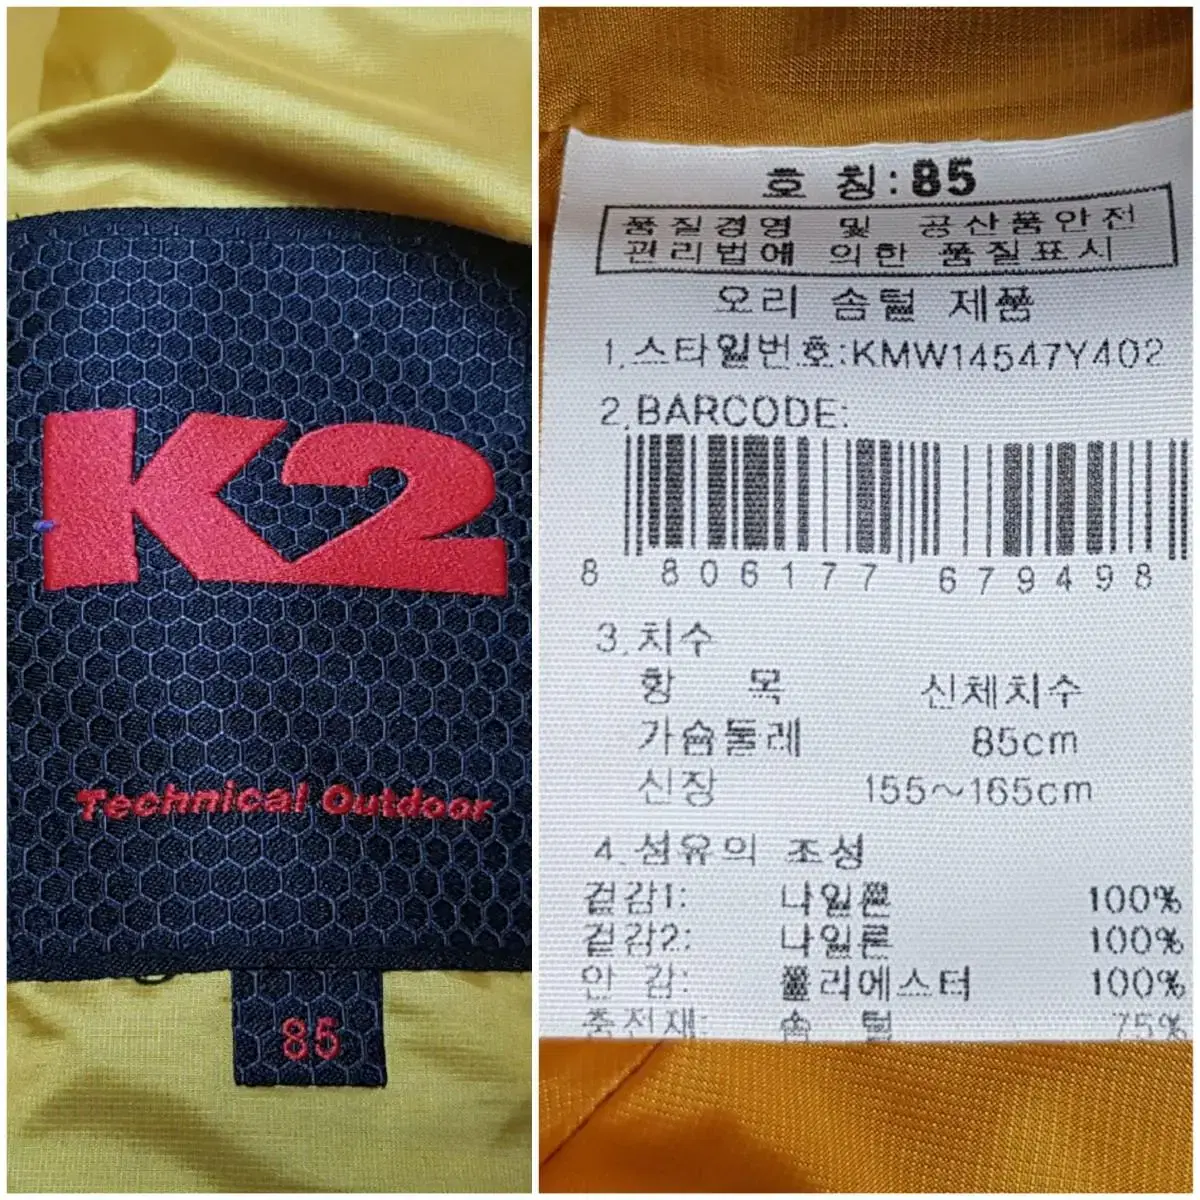 K2
Technical Outdoor
85
호 칭:85
품질경영 및 공산품안전
관리법에 의한 품질표시
오리 솜털 제품
1.스타일번호:KMW14547Y402
2.BARCODE:
8 806177 679498
3.치수
항 목 신체치수
가슴둘레 85cm
신장 155~165cm
4.섬유의 조성
겉감1: 나일론 100%
겉감2: 나일론 100%
안 감: 폴리에스터 100%
충전재: 솜 털 75%